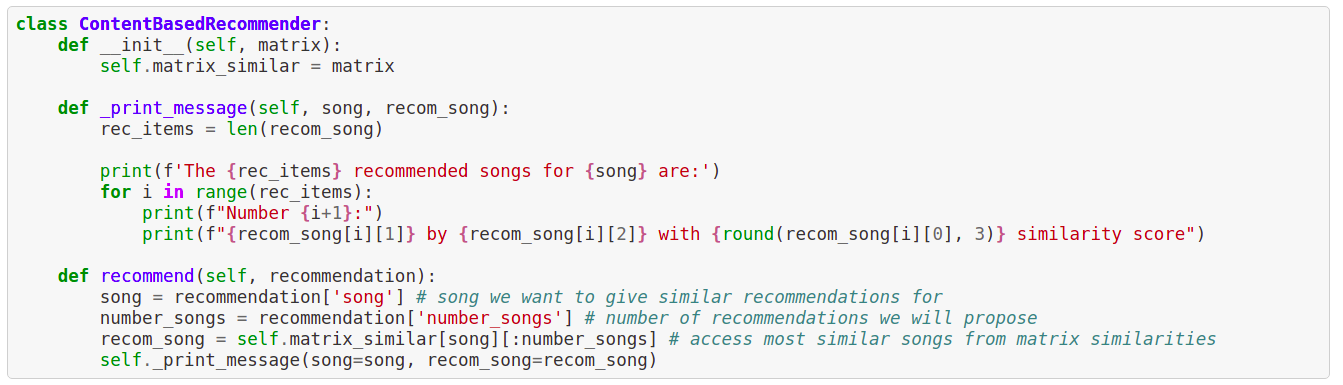 class ContentBasedRecommender:
    def __init__(self, matrix):
        self.matrix_similar = matrix

    def _print_message(self, song, recom_song):
        rec_items = len(recom_song)

        print(f'The {rec_items} recommended songs for {song} are:')
        for i in range(rec_items):
            print(f"Number {i+1}:")
            print(f"{recom_song[i][1]} by {recom_song[i][2]} with {round(recom_song[i][0], 3)} similarity score")

    def recommend(self, recommendation):
        song = recommendation['song'] # song we want to give similar recommendations for
        number_songs = recommendation['number_songs'] # number of recommendations we will propose
        recom_song = self.matrix_similar[song][:number_songs] # access most similar songs from matrix similarities
        self._print_message(song=song, recom_song=recom_song)